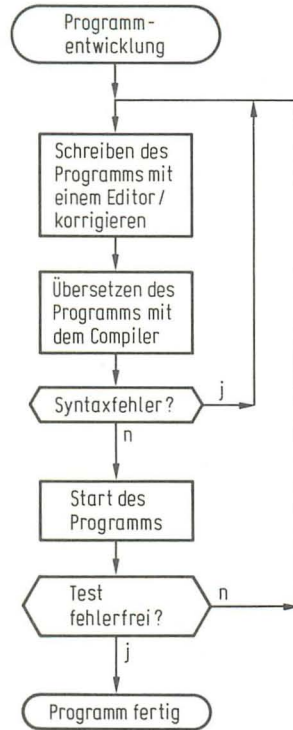 Programm-
entwicklung
Schreiben des
Programms mit
einem Editor/
korrigieren
Übersetzen des
Programms mit
dem Compiler
Syntaxfehler?
j
n
Start des
Programms
Test
fehlerfrei?
n
j
Programm fertig